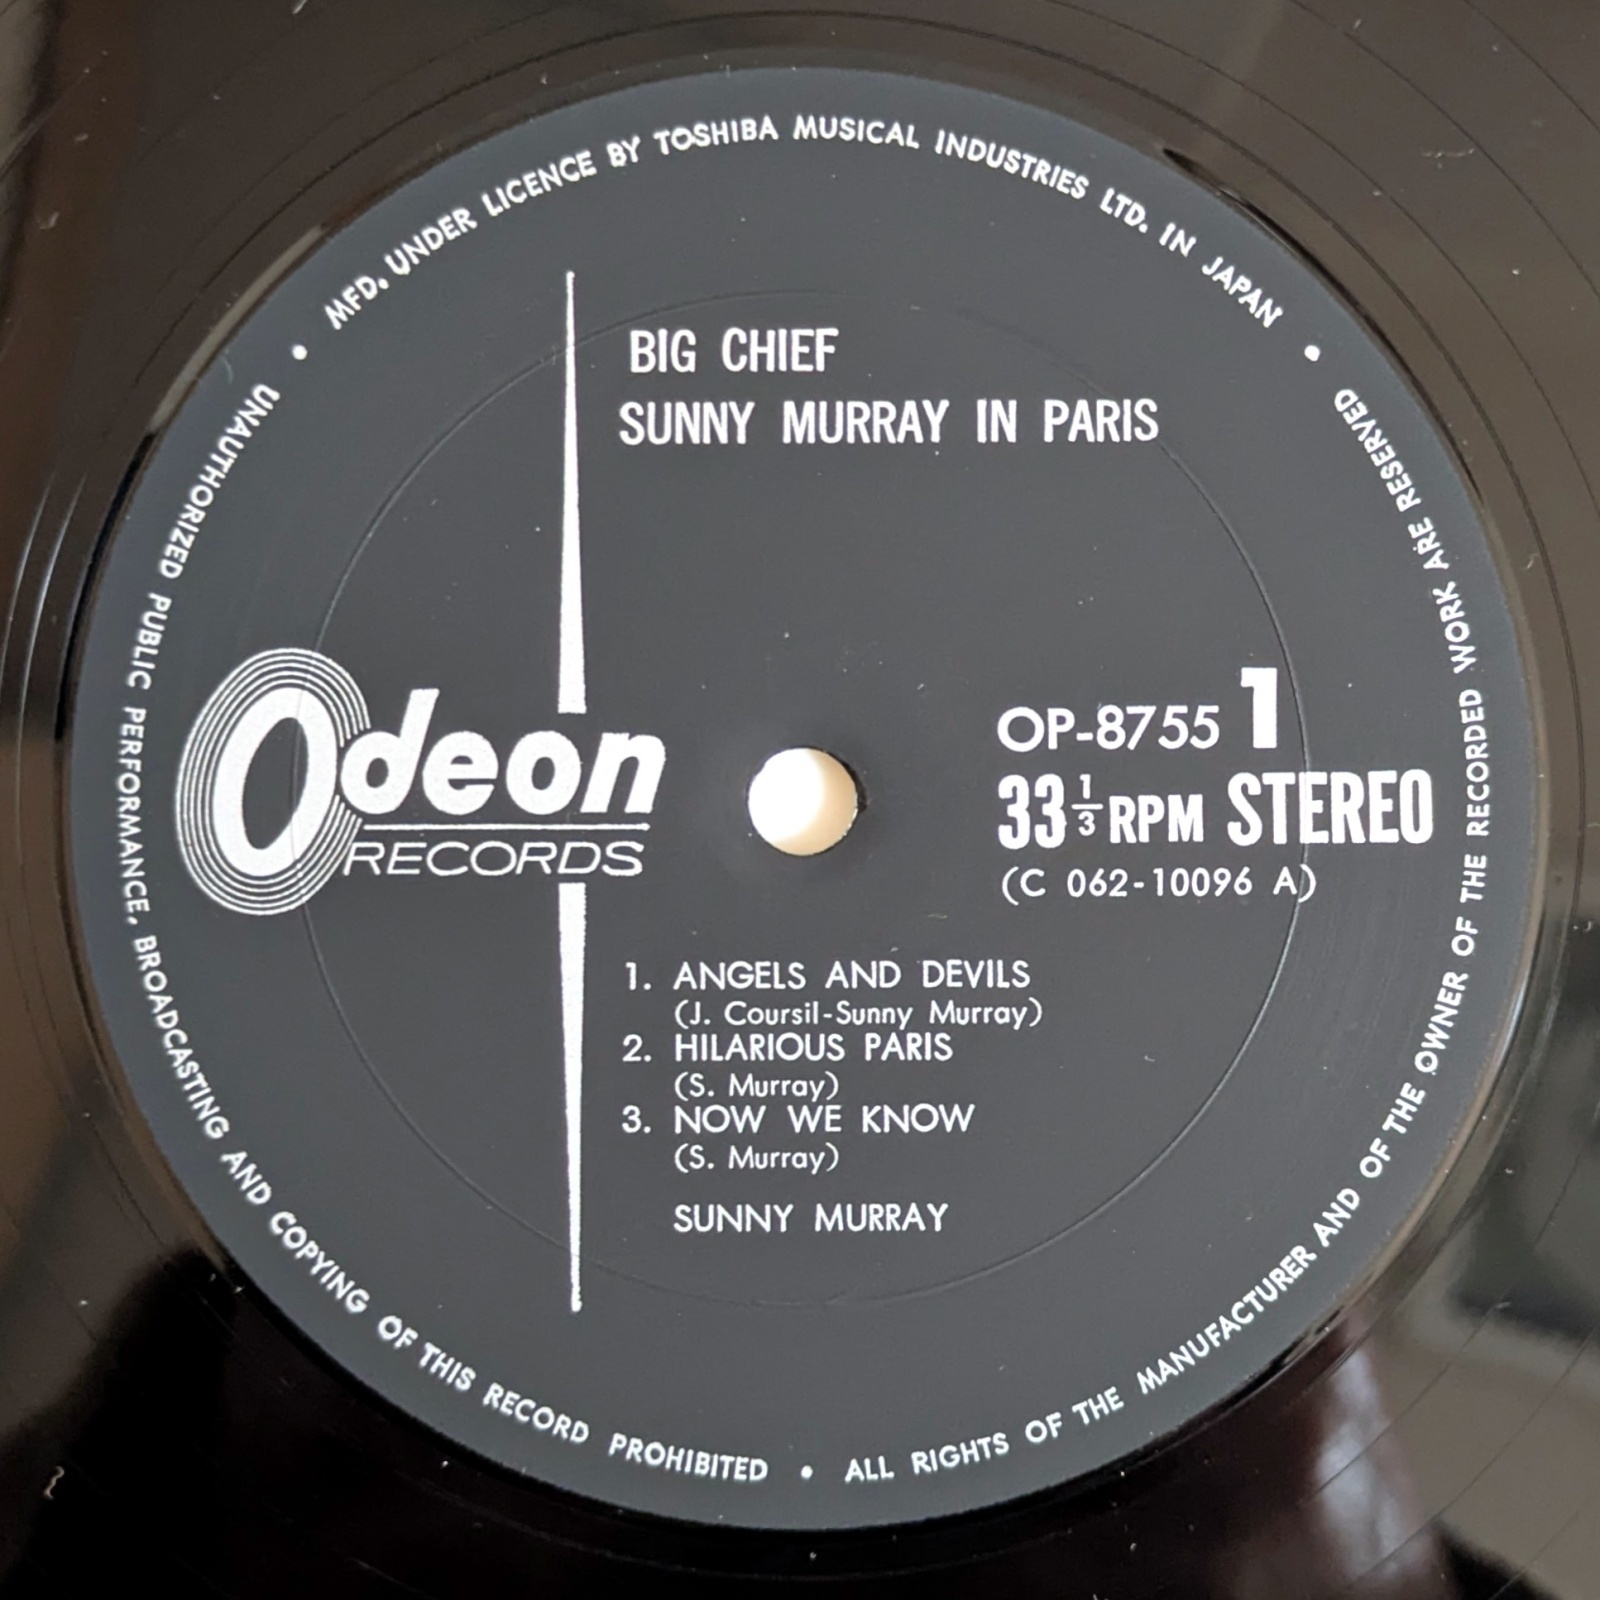 MFD. UNDER LICENCE BY TOSHIBA MUSICAL INDUSTRIES LTD. IN JAPAN •
BIG CHIEF
SUNNY MURRAY IN PARIS
Odeon
RECORDS
OP-8755 1
33 1/3 RPM STEREO
(C 062-10096 A)
1. ANGELS AND DEVILS
(J. Coursil-Sunny Murray)
2. HILARIOUS PARIS
(S. Murray)
3. NOW WE KNOW
(S. Murray)
SUNNY MURRAY
• UNAUTHORIZED PUBLIC PERFORMANCE, BROADCASTING AND COPYING OF THIS RECORD PROHIBITED •
ALL RIGHTS OF THE MANUFACTURER AND OF THE OWNER OF THE RECORDED WORK ARE RESERVED